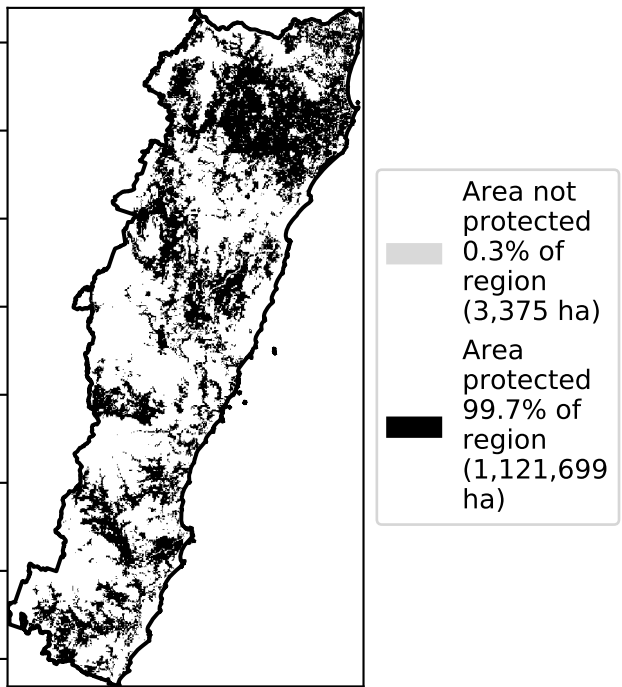 Area not
protected
0.3% of
region
(3,375 ha)
Area
protected
99.7% of
region
(1,121,699
ha)